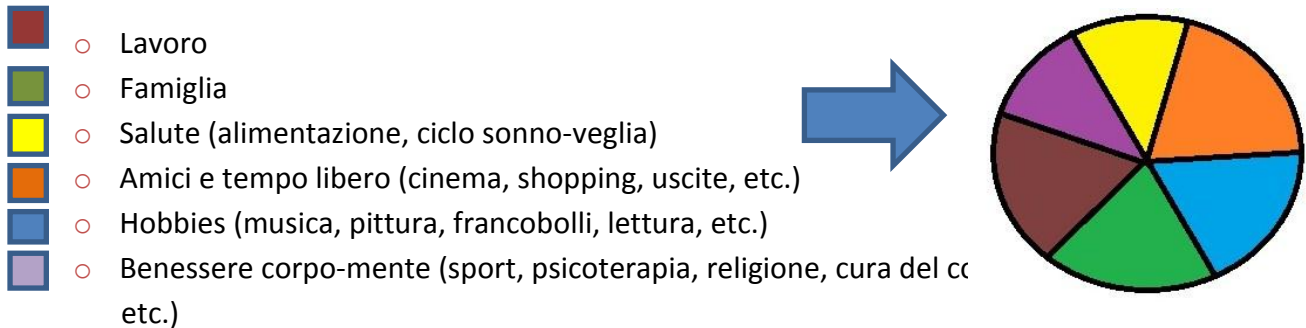 Lavoro
Famiglia
Salute (alimentazione, ciclo sonno-veglia)
Amici e tempo libero (cinema, shopping, uscite, etc.)
Hobbies (musica, pittura, francobolli, lettura, etc.)
Benessere corpo-mente (sport, psicoterapia, religione, cura del
etc.)